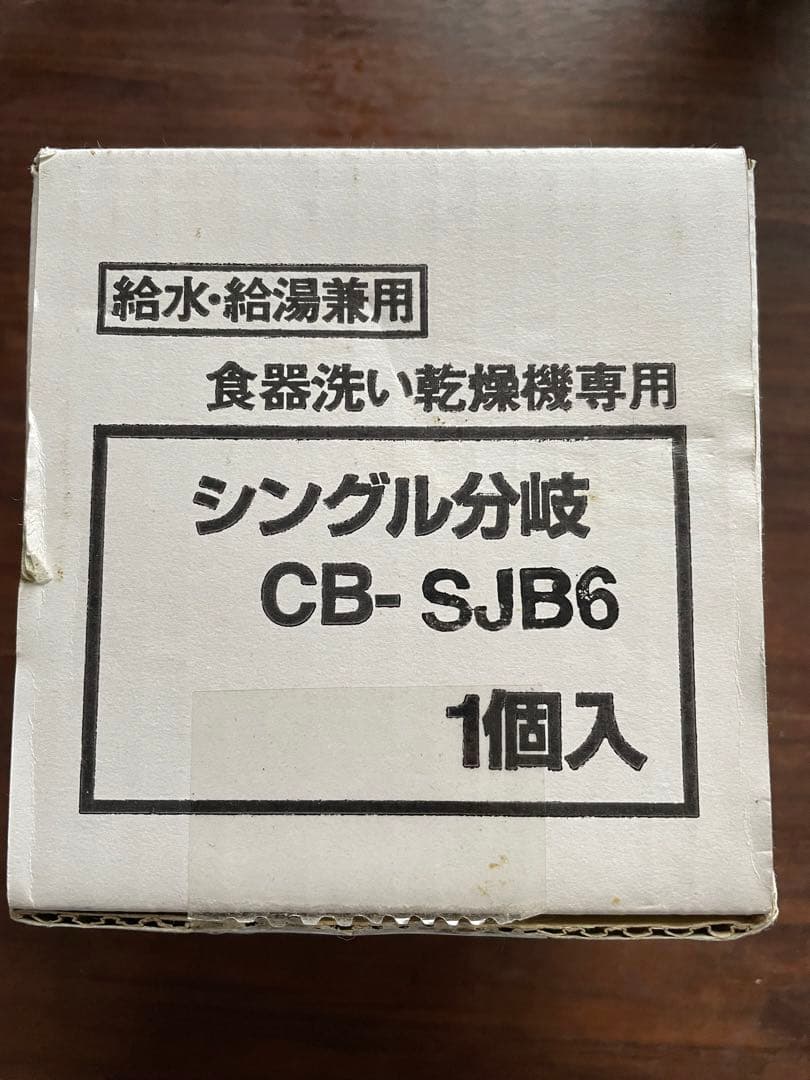 給水・給湯兼用
食器洗い乾燥機専用
シングル分岐
CB-SJB6
1個入